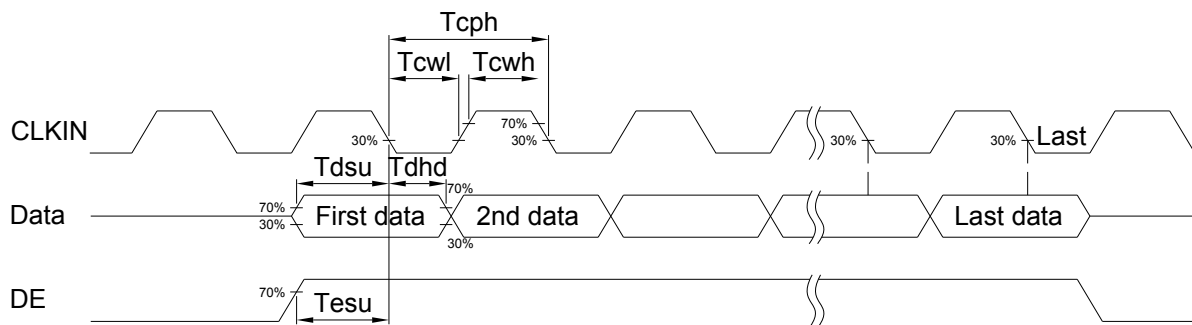 Tcph
Tcwl Tcwh
CLKIN 30% 70% 30% 30% 30% Last
Tdsu Tdhd
70% 70%
Data First data 2nd data Last data
30% 30%
DE 70% Tesu